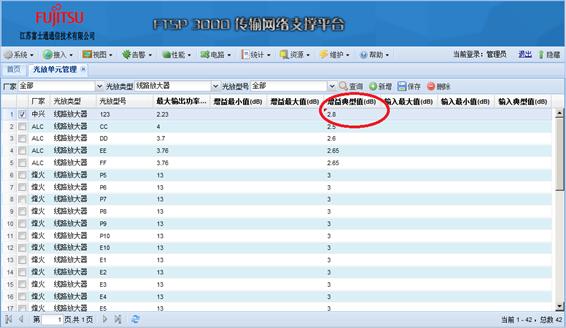 FUJITSU
江苏富士通通信技术有限公司
FTSP 3000 传输网络支撑平台
系统 接入 视图 告警 性能 电路 统计 资源 维护 帮助 当前登录：管理员 退出 隐藏
首页 光放单元管理
厂家 全部 光放类型 线路放大器 光放型号 全部 查询 新增 保存 删除
厂家 光放类型 光放型号 最大输出功率... 增益最小值(dB) 增益最大值(dB) 增益典型值(dB) 输入最大值(dB) 输入最小值(dB) 输入典型值(dB)
1 中兴 线路放大器 123 2.23 2.8
2 ALC 线路放大器 CC 4 2.5
3 ALC 线路放大器 DD 3.7 2.6
4 ALC 线路放大器 EE 3.76 2.65
5 ALC 线路放大器 FF 3.76 2.65
6 烽火 线路放大器 P5 13 3
7 烽火 线路放大器 P6 13 3
8 烽火 线路放大器 P7 13 3
9 烽火 线路放大器 P8 13 3
10 烽火 线路放大器 P9 13 3
11 烽火 线路放大器 P10 13 3
12 烽火 线路放大器 E10 13 3
13 烽火 线路放大器 E1 13 3
14 烽火 线路放大器 E2 13 3
15 烽火 线路放大器 E3 13 3
16 烽火 线路放大器 E4 13 3
17 烽火 线路放大器 E5 13 3
第 1 页,共 1 页 当前 1 - 42 ，总数 42